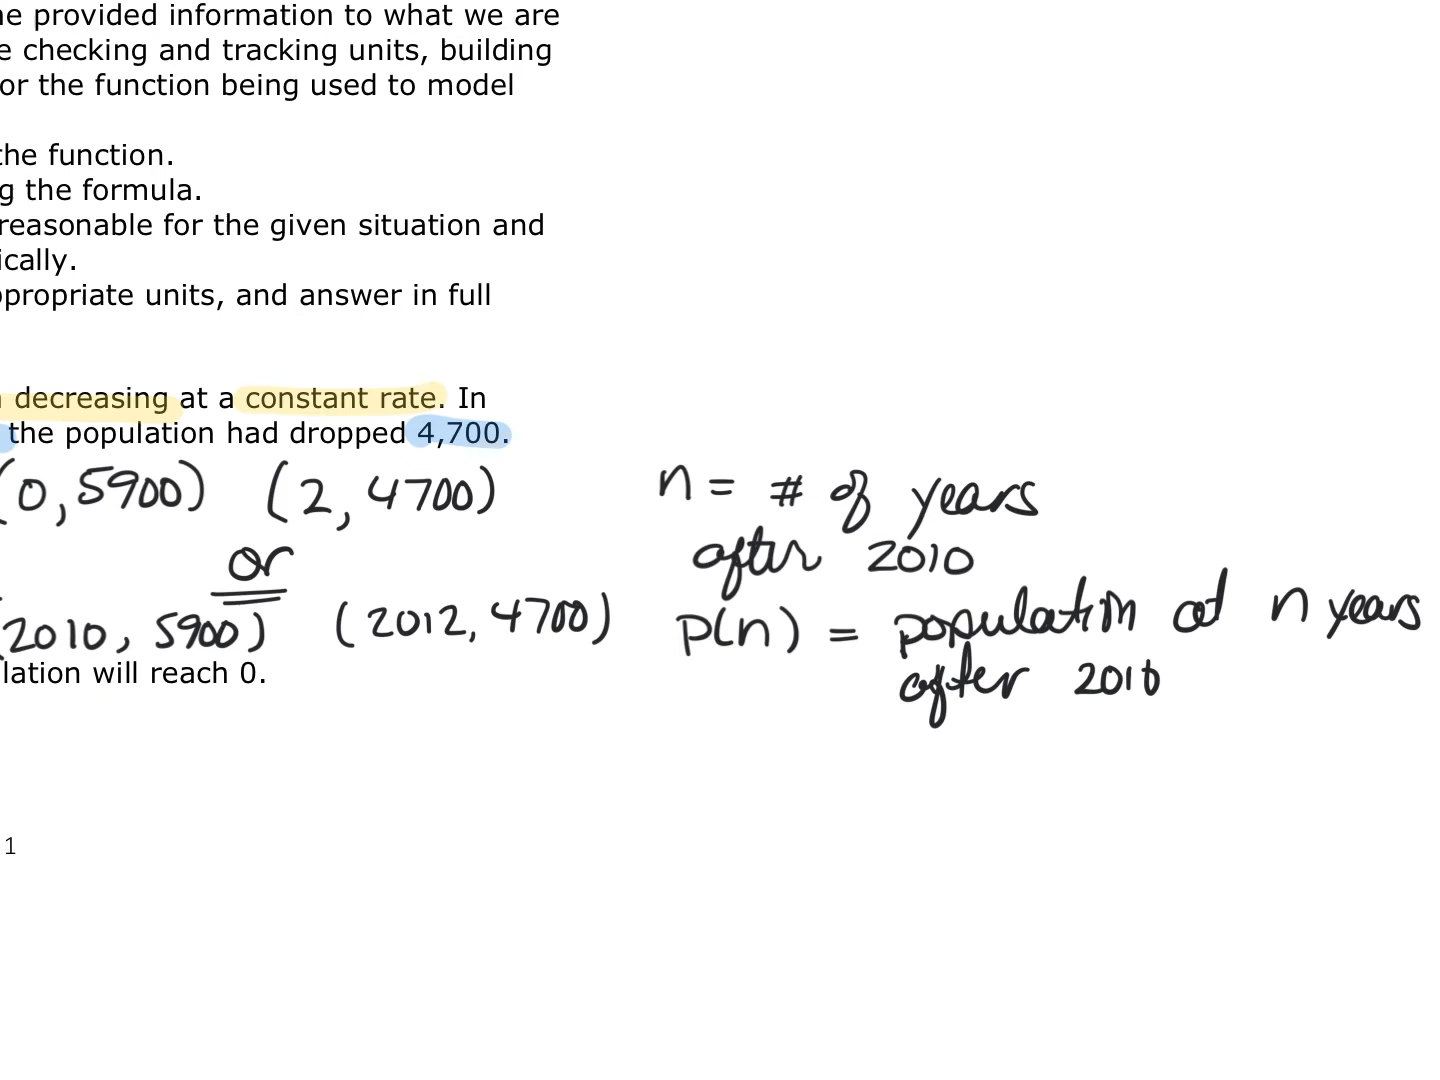 he provided information to what we are
e checking and tracking units, building
or the function being used to model
the function.
g the formula.
reasonable for the given situation and
ically.
ppropriate units, and answer in full
decreasing at a constant rate. In
the population had dropped 4,700.
(0,5900) (2,4700)
n = # of years
after 2010
or
(2010, 5900) (2012, 4700)
P(n) = population at n years
after 2010
lation will reach 0.
1